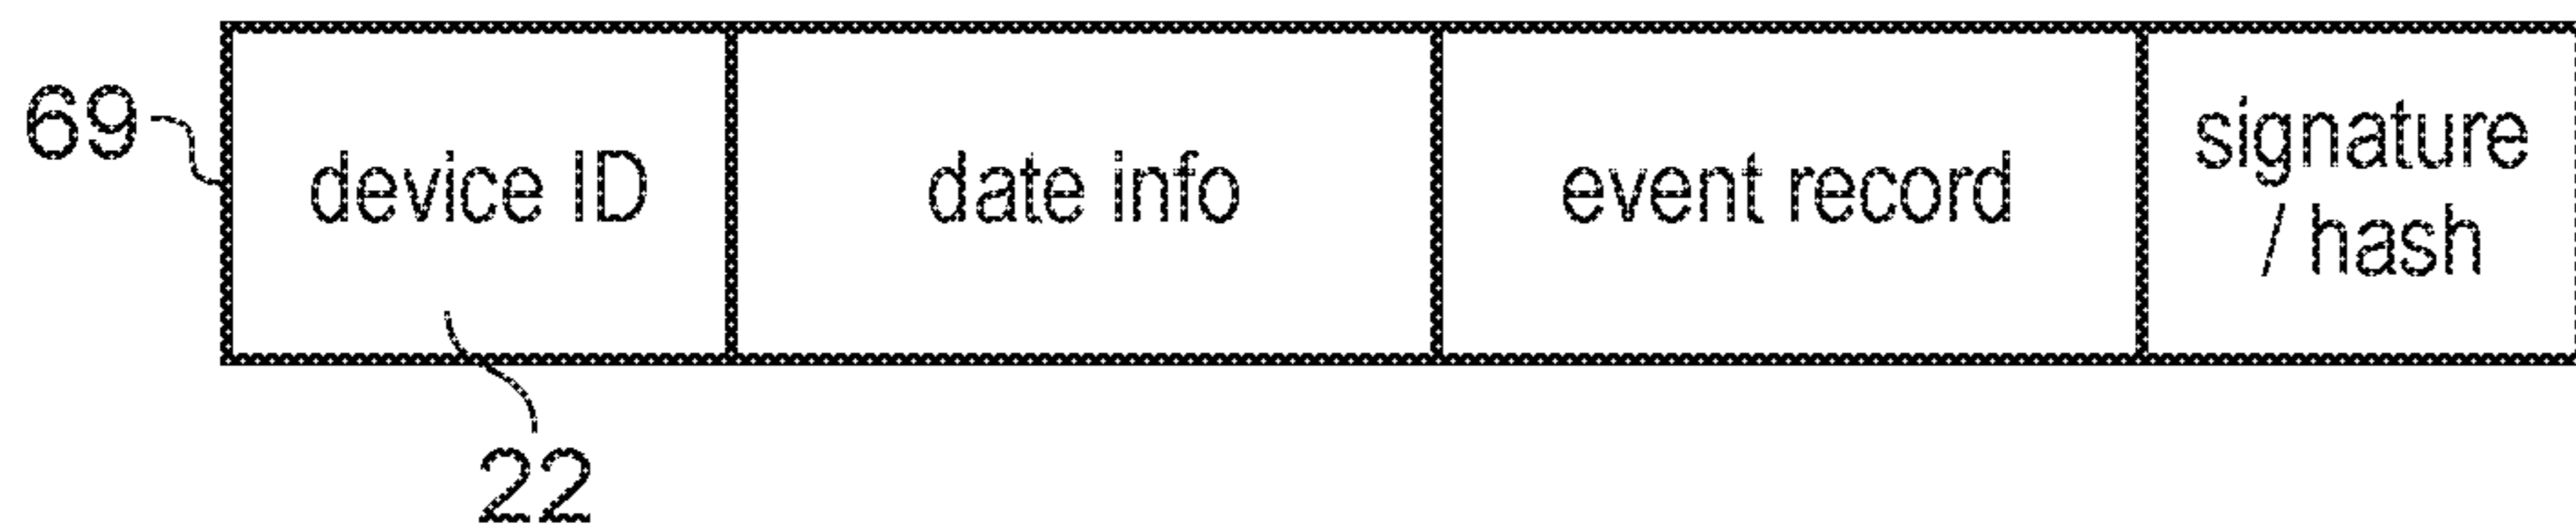 69
device ID
date info
event record
signature
/ hash
22